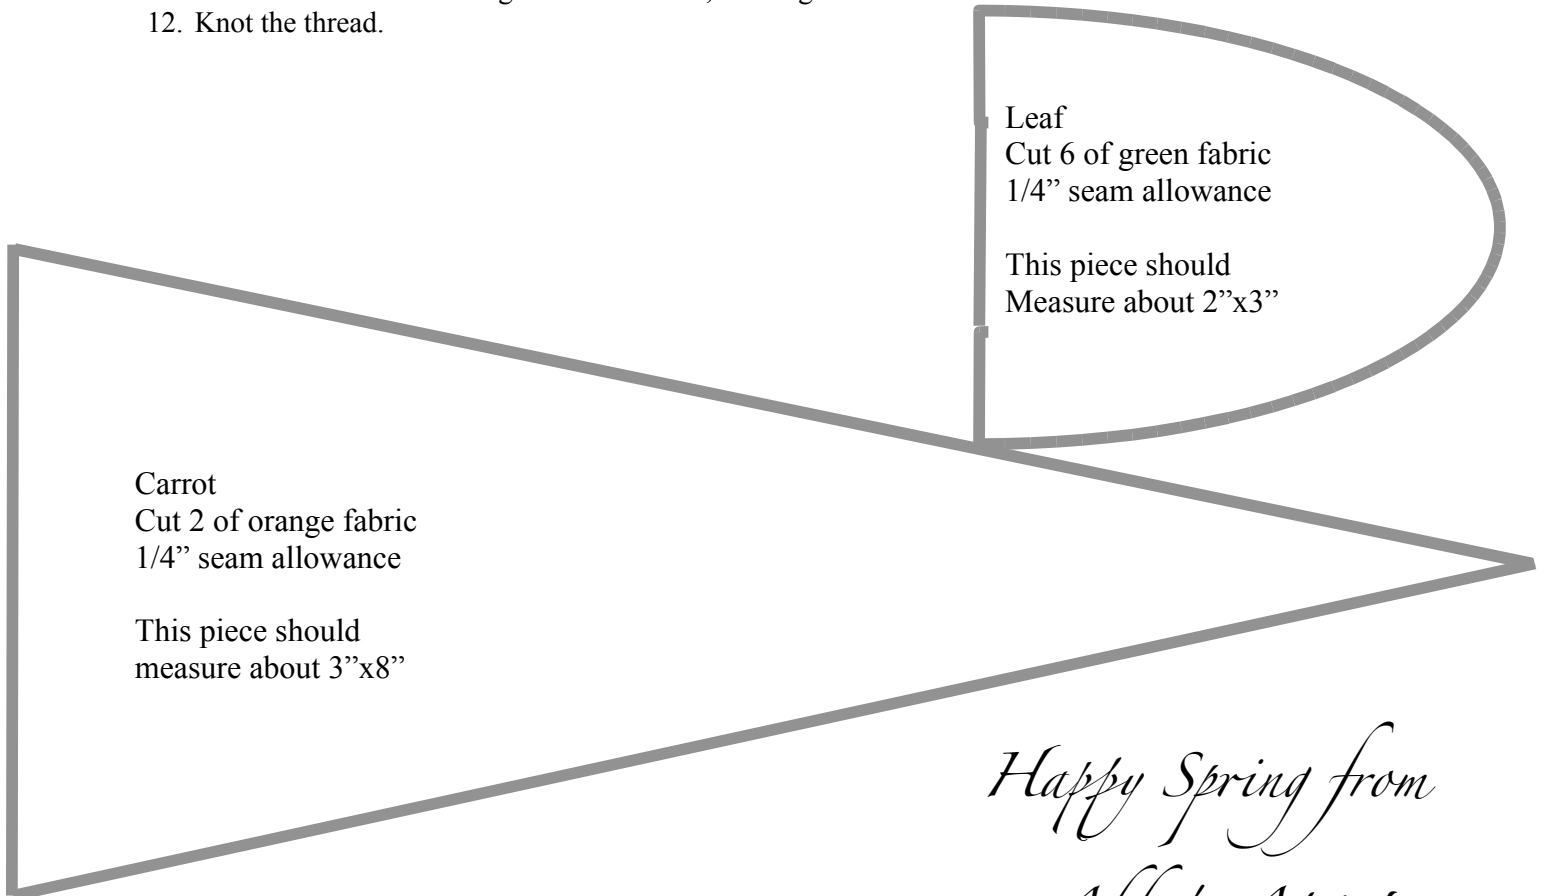 12. Knot the thread.
Leaf
Cut 6 of green fabric
1/4” seam allowance
This piece should
Measure about 2”x3”
Carrot
Cut 2 of orange fabric
1/4” seam allowance
This piece should
measure about 3”x8”
Happy Spring from